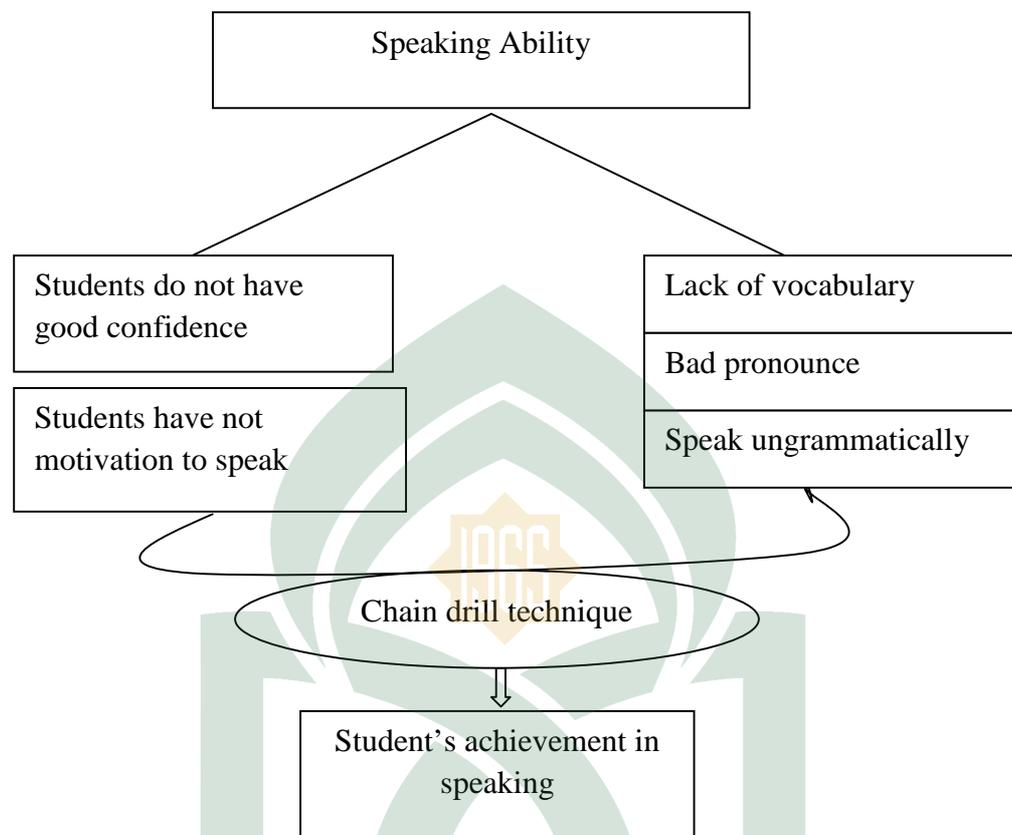 Speaking Ability
Students do not have
good confidence
Students have not
motivation to speak
Lack of vocabulary
Bad pronounce
Speak ungrammatically
1965
Chain drill technique
Student’s achievement in
speaking